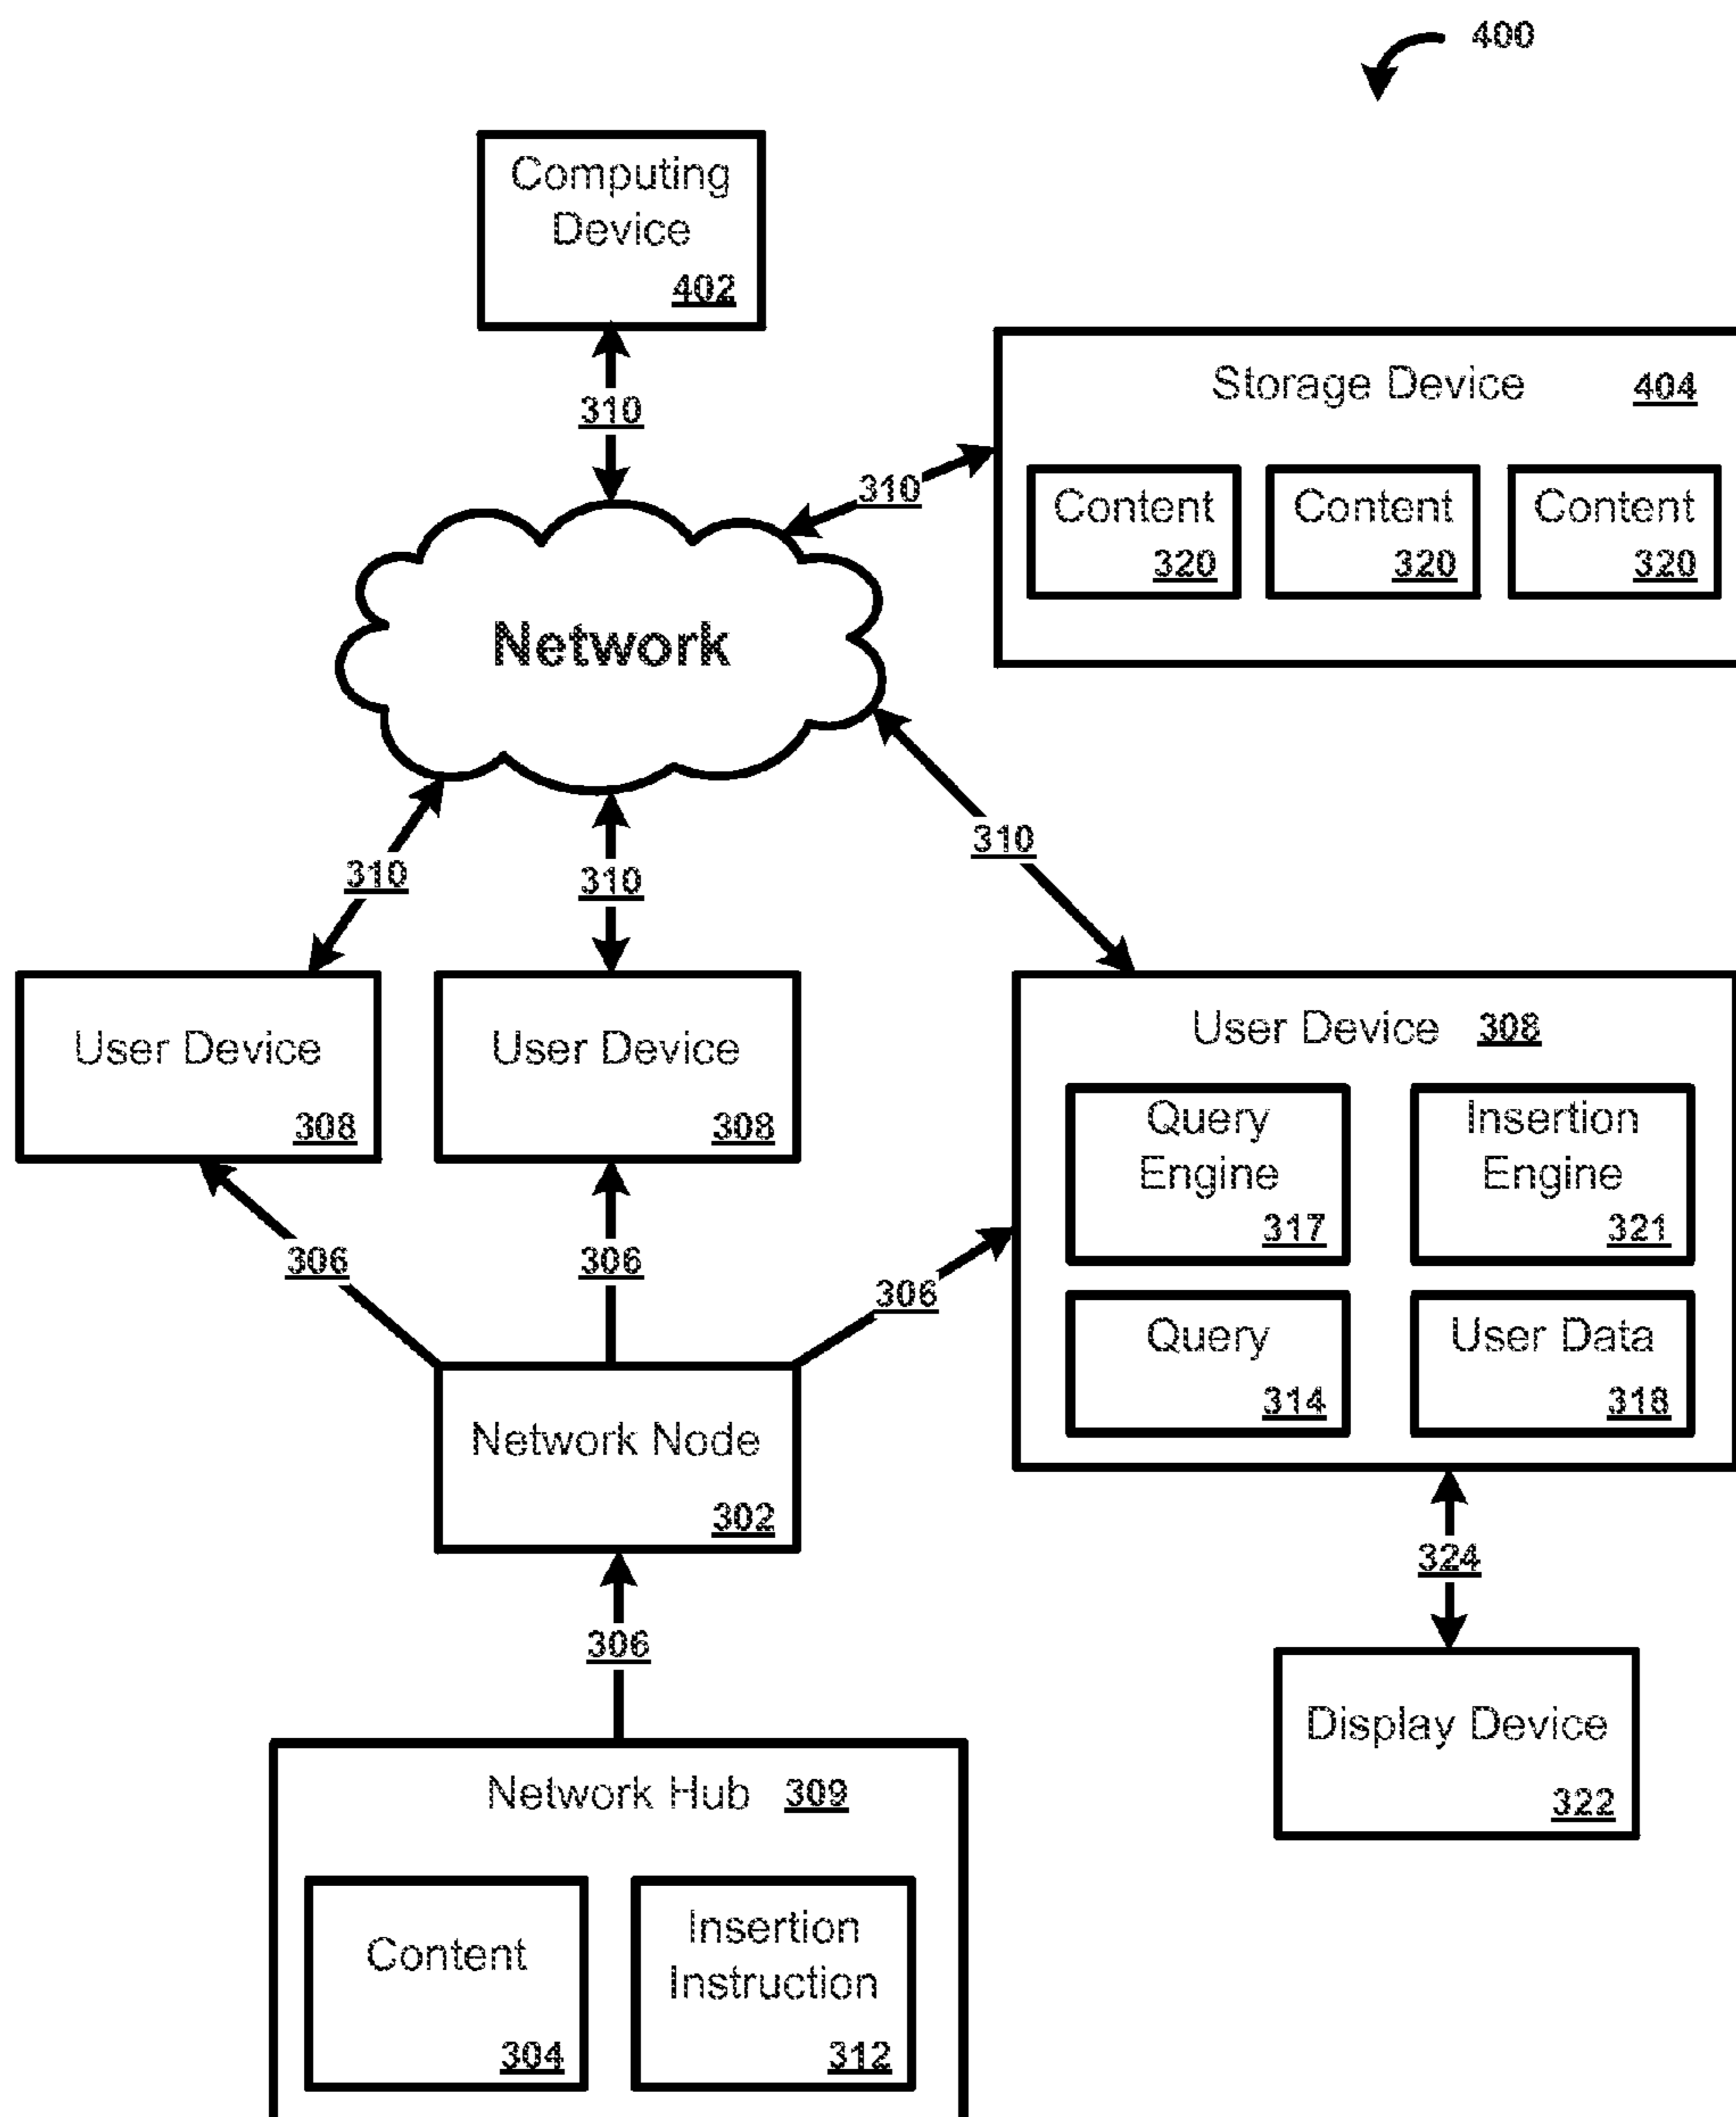 400
Computing
Device
402
310
Storage Device 404
310
Content
320
Content
320
Content
320
Network
310
310
310
User Device
308
User Device
308
User Device 308
Query
Engine
317
Insertion
Engine
321
306
306
306
Query
314
User Data
318
Network Node
302
324
306
Display Device
322
Network Hub 309
Content
304
Insertion
Instruction
312